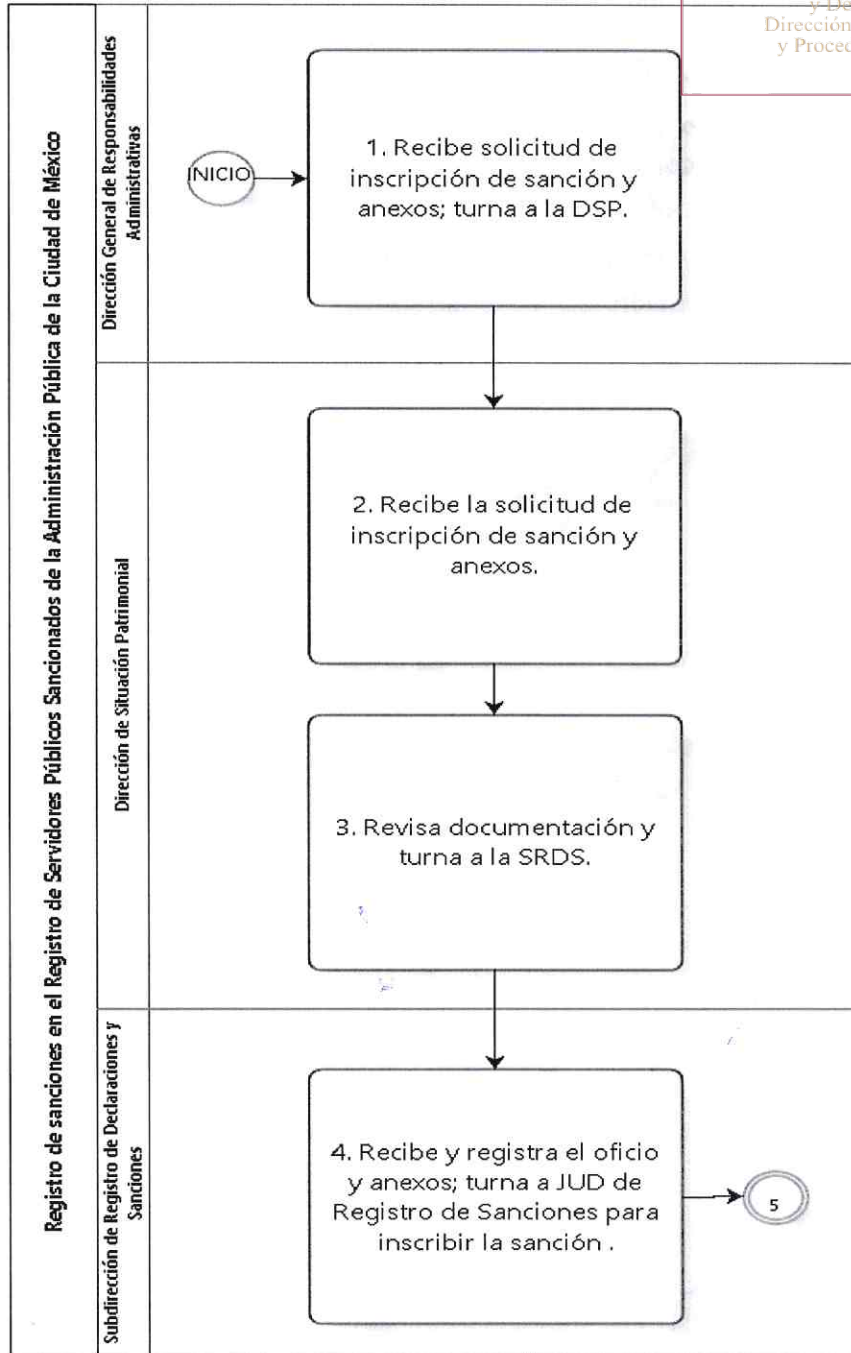 y Do
Dirección
y Proced
Registro de sanciones en el Registro de Servidores Públicos Sancionados de la Administración Pública de la Ciudad de México
Dirección General de Responsabilidades
Administrativas
INICIO
1. Recibe solicitud de
inscripción de sanción y
anexos; turna a la DSP.
Dirección de Situación Patrimonial
2. Recibe la solicitud de
inscripción de sanción y
anexos.
3. Revisa documentación y
turna a la SRDS.
Subdirección de Registro de Declaraciones y
Sanciones
4. Recibe y registra el oficio
y anexos; turna a JUD de
Registro de Sanciones para
inscribir la sanción .
5